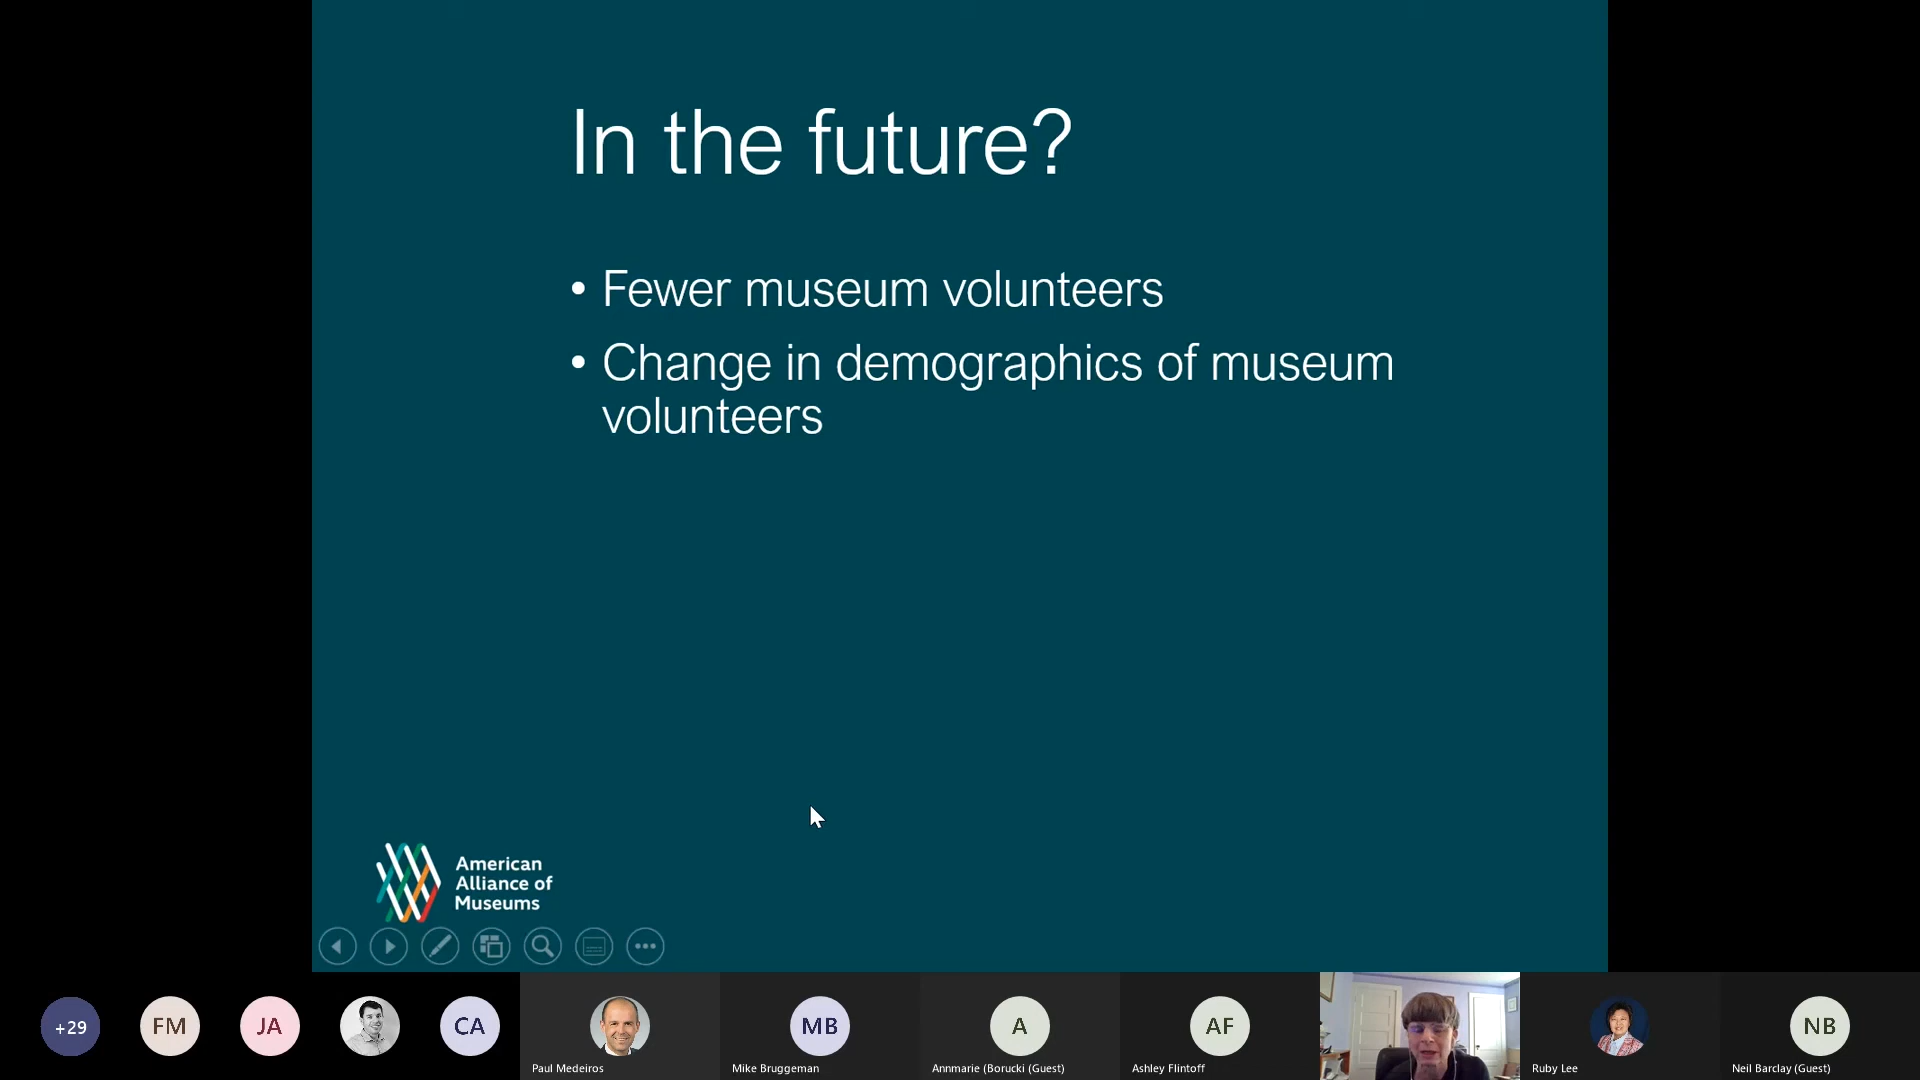 In the future?
• Fewer museum volunteers
• Change in demographics of museum
volunteers
American
Alliance of
Museums
+29
FM
JA
CA
Paul Medeiros
MB
Mike Bruggeman
A
Annmarie (Borucki (Guest)
AF
Ashley Flintoff
Ruby Lee
NB
Neil Barclay (Guest)